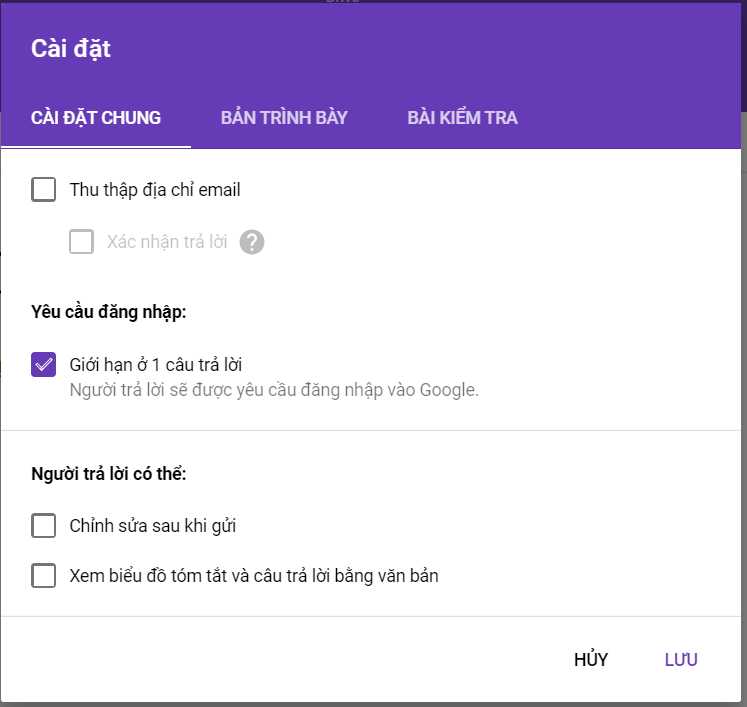 Cài đặt
CÀI ĐẶT CHUNG BẢN TRÌNH BÀY BÀI KIỂM TRA
Thu thập địa chỉ email
Xác nhận trả lời ?
Yêu cầu đăng nhập:
Giới hạn ở 1 câu trả lời
Người trả lời sẽ được yêu cầu đăng nhập vào Google.
Người trả lời có thể:
Chỉnh sửa sau khi gửi
Xem biểu đồ tóm tắt và câu trả lời bằng văn bản
HỦY LƯU